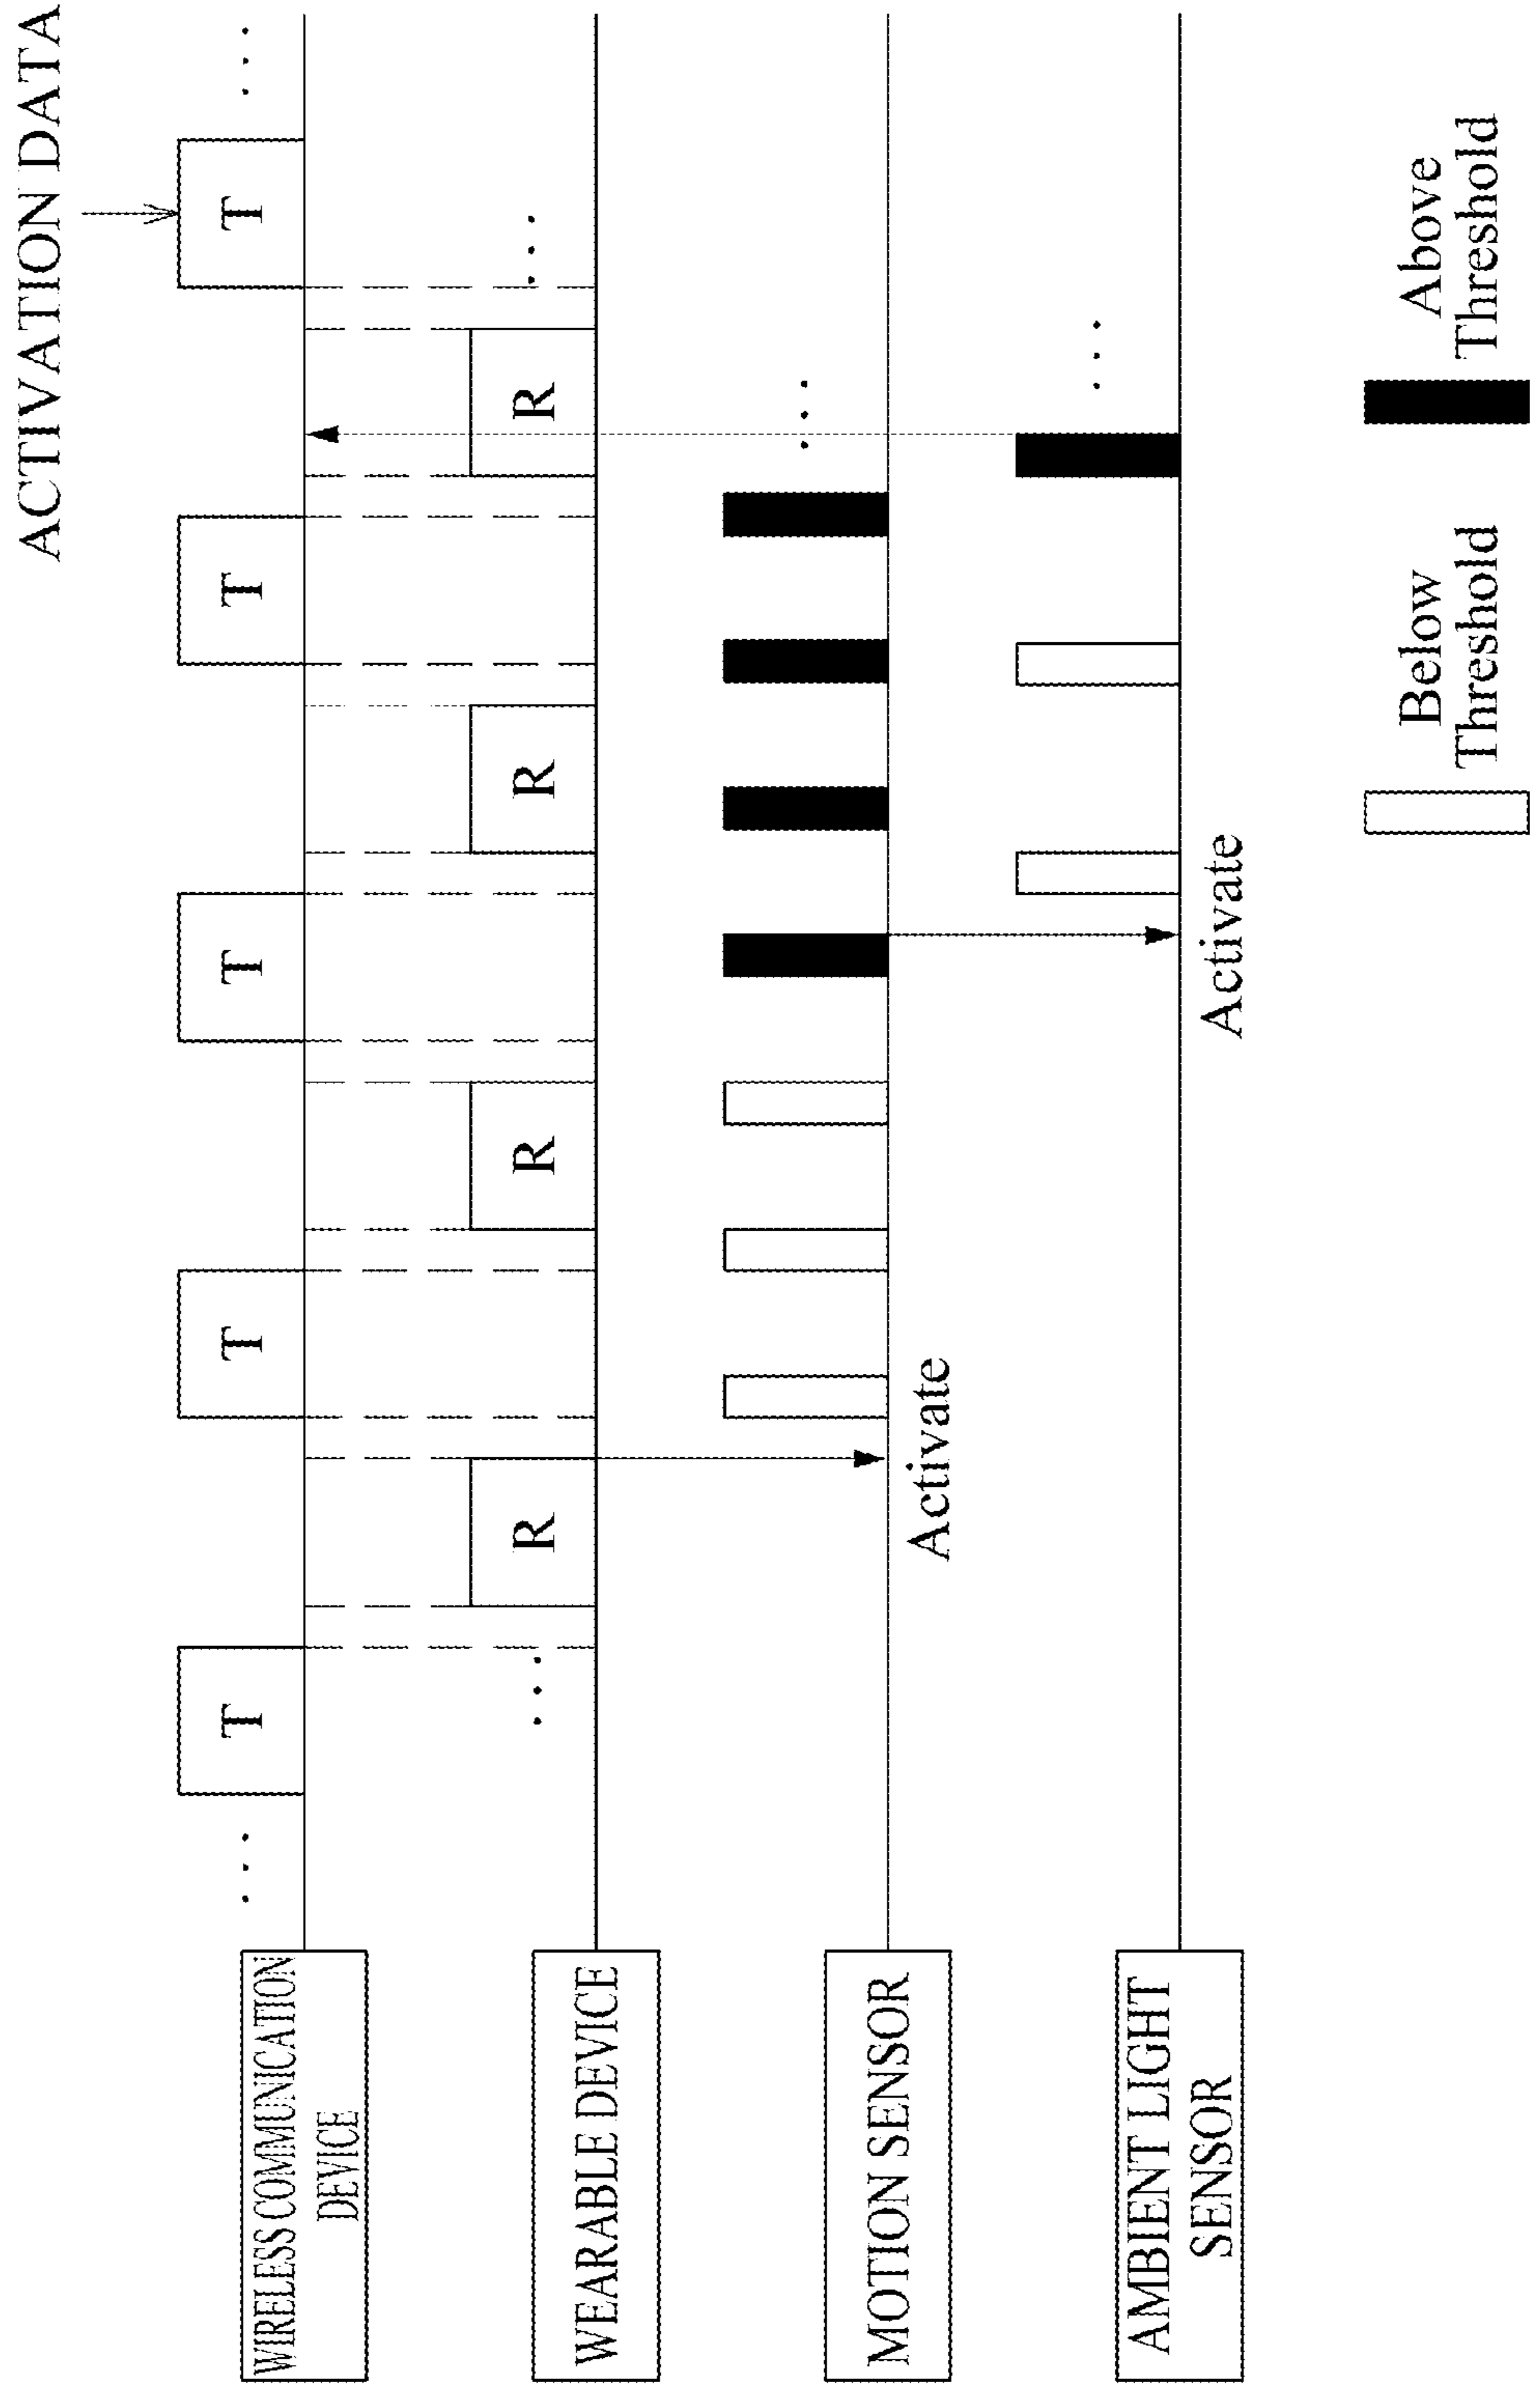 ACTIVATION DATA
WIRELESS COMMUNICATION
DEVICE
. . .
T
T
T
T
T
. . .
WEARABLE DEVICE
. . .
R
R
R
R
. . .
MOTION SENSOR
Activate
. . .
AMBIENT LIGHT
SENSOR
Activate
. . .
Below
Threshold
Above
Threshold